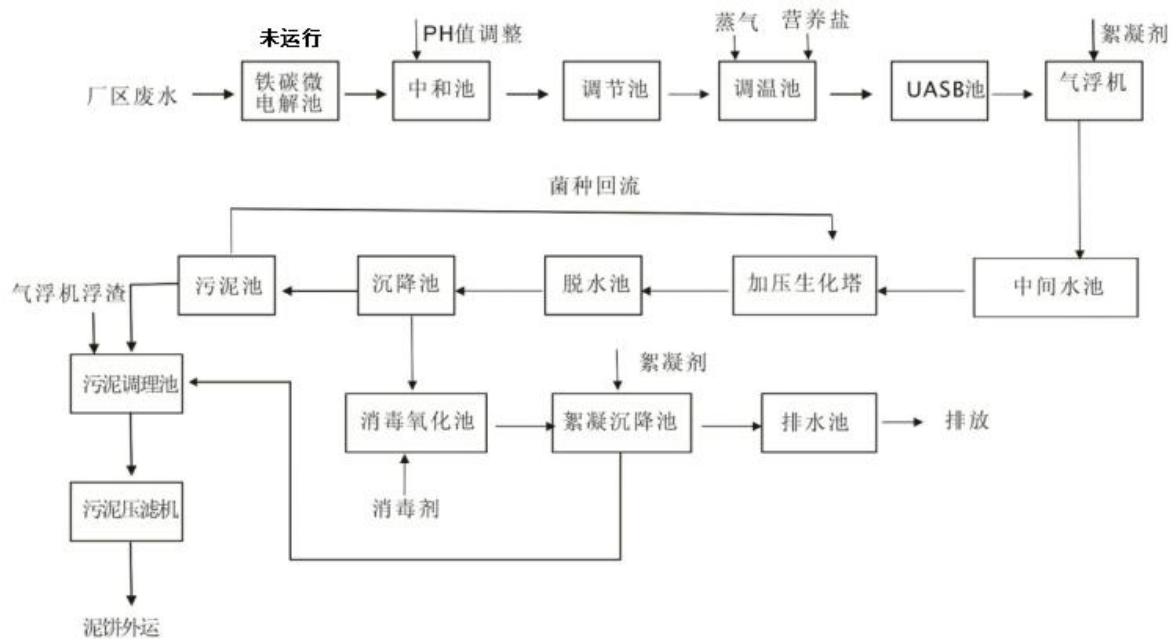 未运行
PH值调整
蒸气
营养盐
絮凝剂
厂区废水
铁碳微
电解池
中和池
调节池
调温池
UASB池
气浮机
菌种回流
气浮机浮渣
污泥池
沉降池
脱水池
加压生化塔
中间水池
污泥调理池
絮凝剂
消毒氧化池
絮凝沉降池
排水池
排放
污泥压滤机
消毒剂
泥饼外运